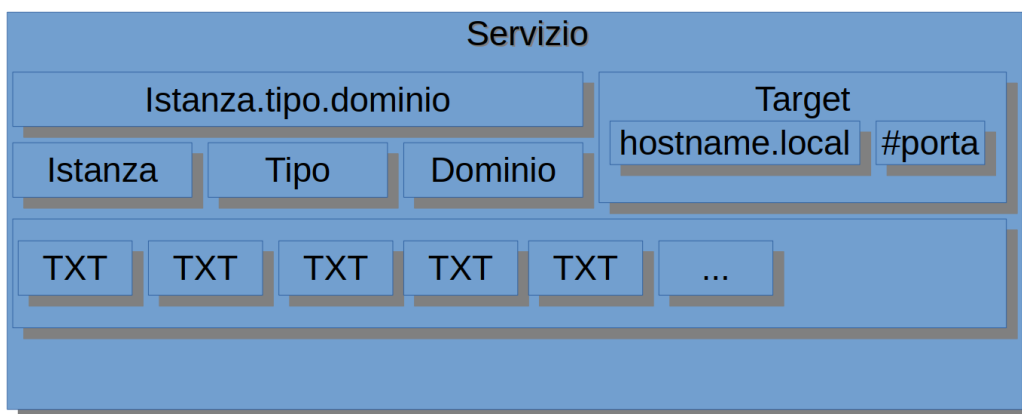 Servizio
Istanza.tipo.dominio
Target
hostname.local #porta
Istanza Tipo Dominio
TXT TXT TXT TXT TXT ...